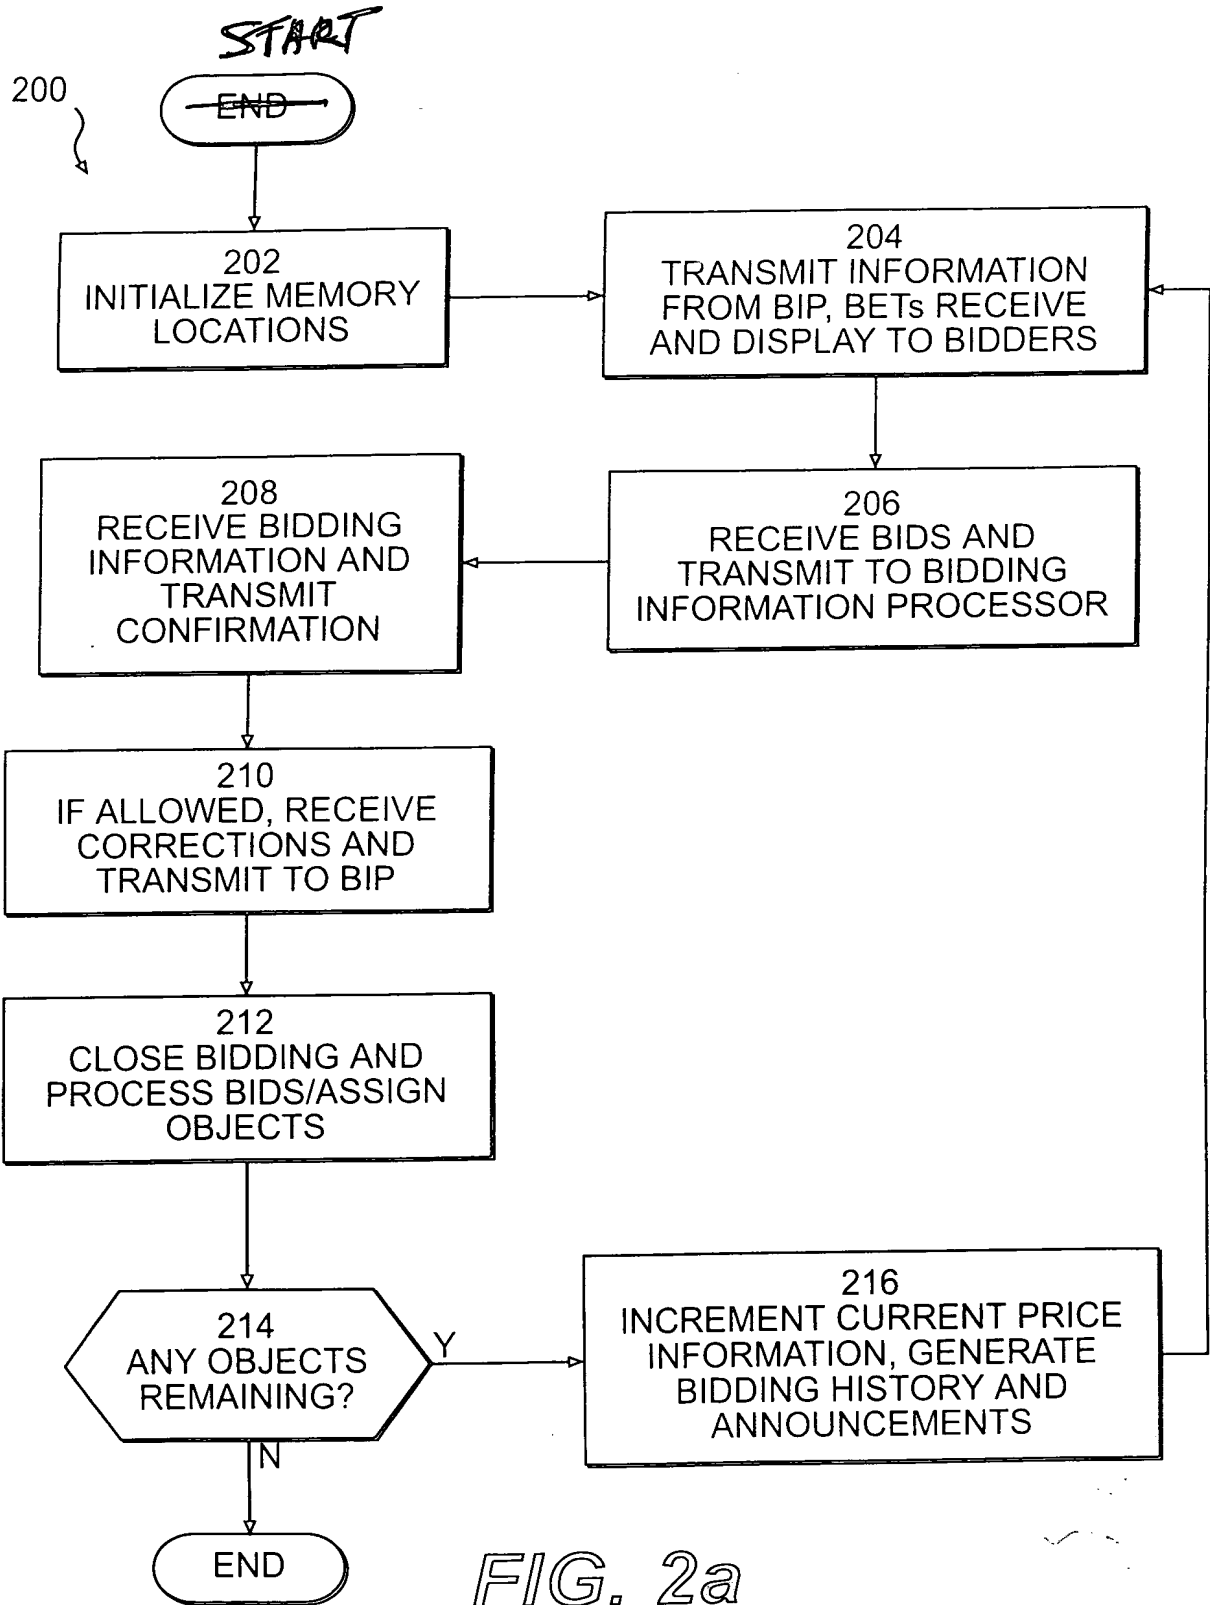 START
200
END
202
INITIALIZE MEMORY
LOCATIONS
204
TRANSMIT INFORMATION
FROM BIP, BETs RECEIVE
AND DISPLAY TO BIDDERS
206
RECEIVE BIDS AND
TRANSMIT TO BIDDING
INFORMATION PROCESSOR
208
RECEIVE BIDDING
INFORMATION AND
TRANSMIT
CONFIRMATION
210
IF ALLOWED, RECEIVE
CORRECTIONS AND
TRANSMIT TO BIP
212
CLOSE BIDDING AND
PROCESS BIDS/ASSIGN
OBJECTS
214
ANY OBJECTS
REMAINING?
Y
N
216
INCREMENT CURRENT PRICE
INFORMATION, GENERATE
BIDDING HISTORY AND
ANNOUNCEMENTS
END
FIG. 2a